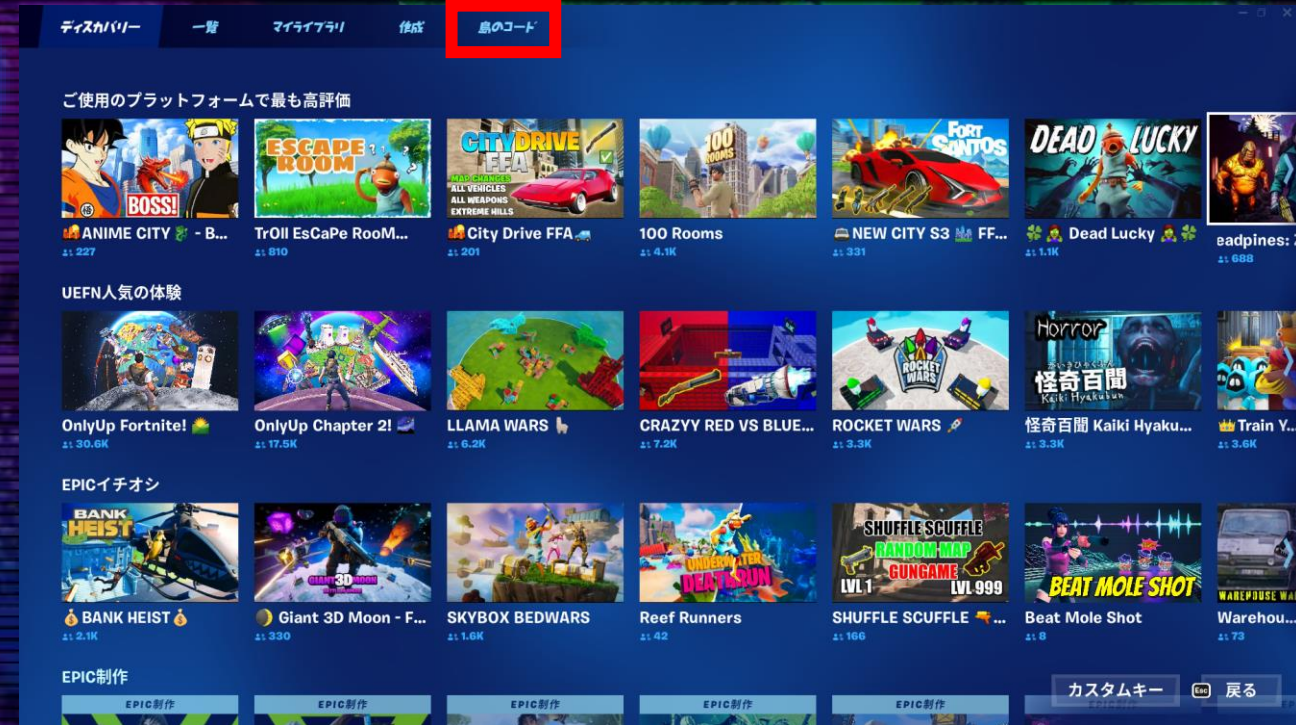 ディスカバリー 一覧 マイライブラリ 作成 島のコード
ご使用のプラットフォームで最も高評価
BOSS!
ESCAPE ROOM
CITY DRIVE FFA
MAP CHANGES
ALL VEHICLES
ALL WEAPONS
EXTREME HILLS
100 ROOMS
FORT SANTOS
DEAD LUCKY
ANIME CITY - B...
TrOll EsCaPe RooM...
City Drive FFA
100 Rooms
NEW CITY S3 FF...
Dead Lucky
eadpines:
227
810
201
4.1K
331
1.1K
688
UEFN人気の体験
ROCKET WARS
Horror
怪奇百聞
Kaiki Hyakubun
OnlyUp Fortnite!
OnlyUp Chapter 2!
LLAMA WARS
CRAZYY RED VS BLUE...
ROCKET WARS
怪奇百聞 Kaiki Hyaku...
Train Y...
30.6K
17.5K
6.2K
7.2K
3.3K
3.3K
3.6K
EPICイチオシ
BANK HEIST
GIANT 3D MOON
UNDERWATER DEATRUN
SHUFFLE SCUFFLE
RANDOM MAP
GUNGAME
LVL 1 LVL 999
BEAT MOLE SHOT
BANK HEIST
Giant 3D Moon - F...
SKYBOX BEDWARS
Reef Runners
SHUFFLE SCUFFLE ...
Beat Mole Shot
Warehou...
2.1K
330
1.6K
42
166
8
73
EPIC制作
カスタムキー Esc 戻る
EPIC制作 EPIC制作 EPIC制作 EPIC制作 EPIC制作